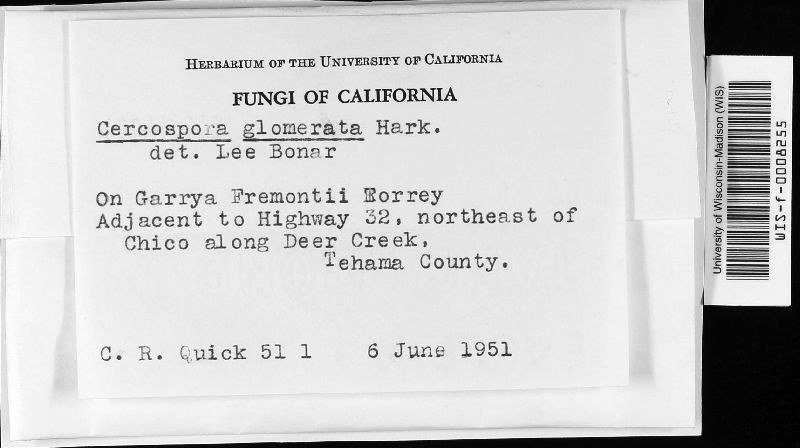 HERBARIUM OF THE UNIVERSITY OF CALIFORNIA
FUNGI OF CALIFORNIA
Cercospora glomerata Hark.
det. Lee Bonar
On Garrya Fremontii Torrey
Adjacent to Highway 32, northeast of
Chico along Deer Creek,
Tehama County.
C. R. Quick 51 1 6 June 1951
University of Wisconsin-Madison (WIS)
WIS-f-0008255